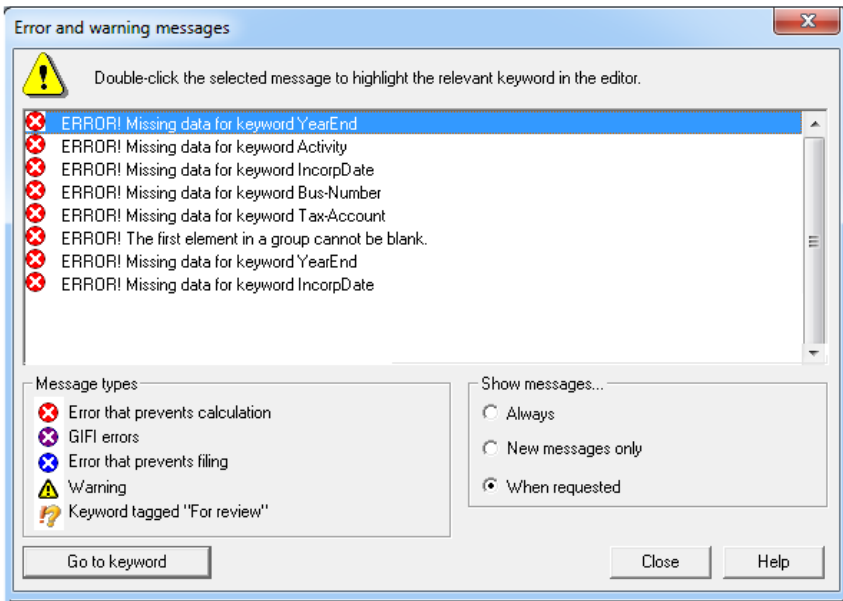 Error and warning messages
Double-click the selected message to highlight the relevant keyword in the editor.
ERROR! Missing data for keyword YearEnd
ERROR! Missing data for keyword Activity
ERROR! Missing data for keyword IncorpDate
ERROR! Missing data for keyword Bus-Number
ERROR! Missing data for keyword Tax-Account
ERROR! The first element in a group cannot be blank.
ERROR! Missing data for keyword YearEnd
ERROR! Missing data for keyword IncorpDate
Message types
Error that prevents calculation
GIFI errors
Error that prevents filing
Warning
Keyword tagged "For review"
Show messages...
Always
New messages only
When requested
Go to keyword
Close
Help